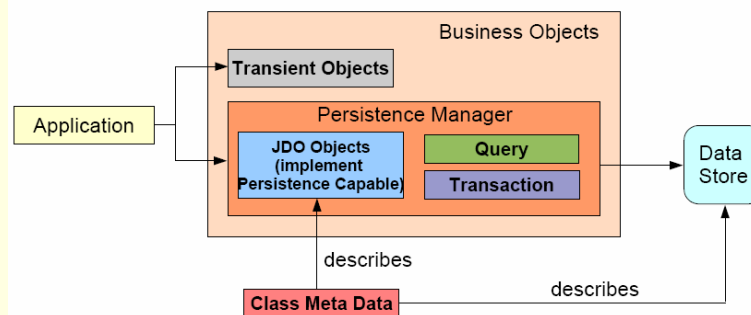 Business Objects
Transient Objects
Application
Persistence Manager
JDO Objects
(implement
Persistence Capable)
Query
Transaction
Data
Store
describes
Class Meta Data
describes